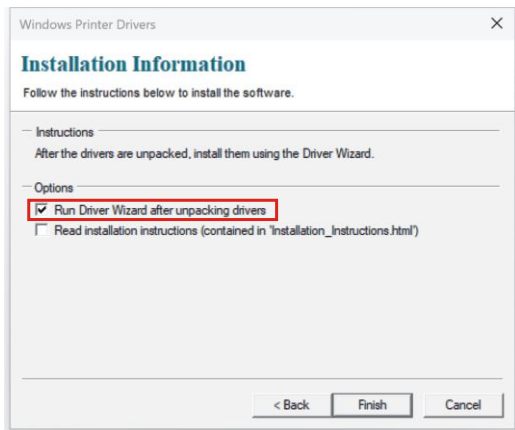 Windows Printer Drivers
Installation Information
Follow the instructions below to install the software.
Instructions
After the drivers are unpacked, install them using the Driver Wizard.
Options
Run Driver Wizard after unpacking drivers
Read installation instructions (contained in 'Installation_Instructions.html')
< Back Finish Cancel